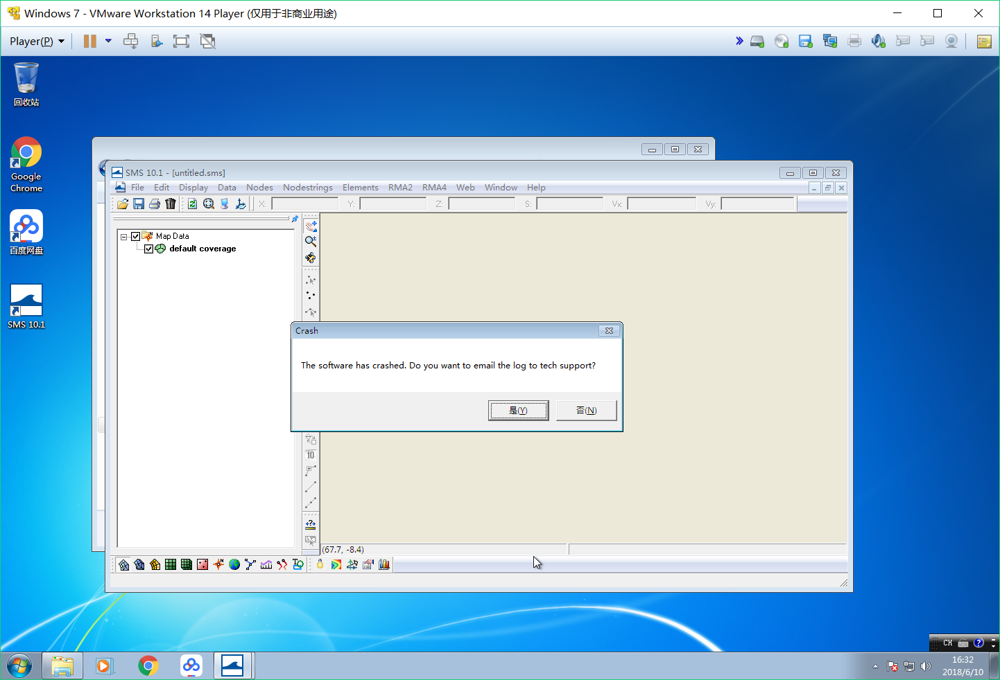 Windows 7 - VMware Workstation 14 Player (仅用于非商业用途)
Player(P)
回收站
Google
Chrome
百度网盘
SMS 10.1
SMS 10.1 - [untitled.sms]
File Edit Display Data Nodes Nodestrings Elements RMA2 RMA4 Web Window Help
X: Y: Z: S: Vx: Vy:
Map Data
default coverage
Crash
The software has crashed. Do you want to email the log to tech support?
是(Y) 否(N)
10
(67.7, -8.4)
CH
16:32
2018/6/10